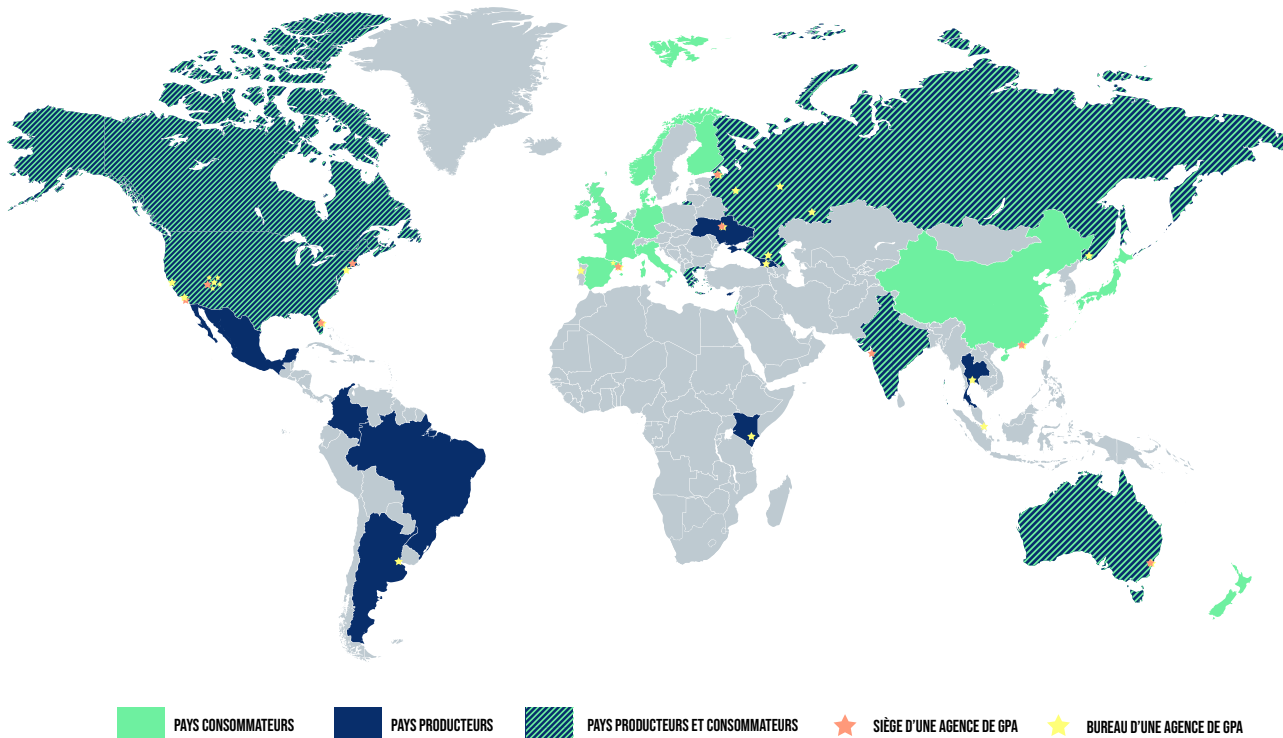 PAYS CONSOMMATEURS
PAYS PRODUCTEURS
PAYS PRODUCTEURS ET CONSOMMATEURS
SIÈGE D'UNE AGENCE DE GPA
BUREAU D'UNE AGENCE DE GPA